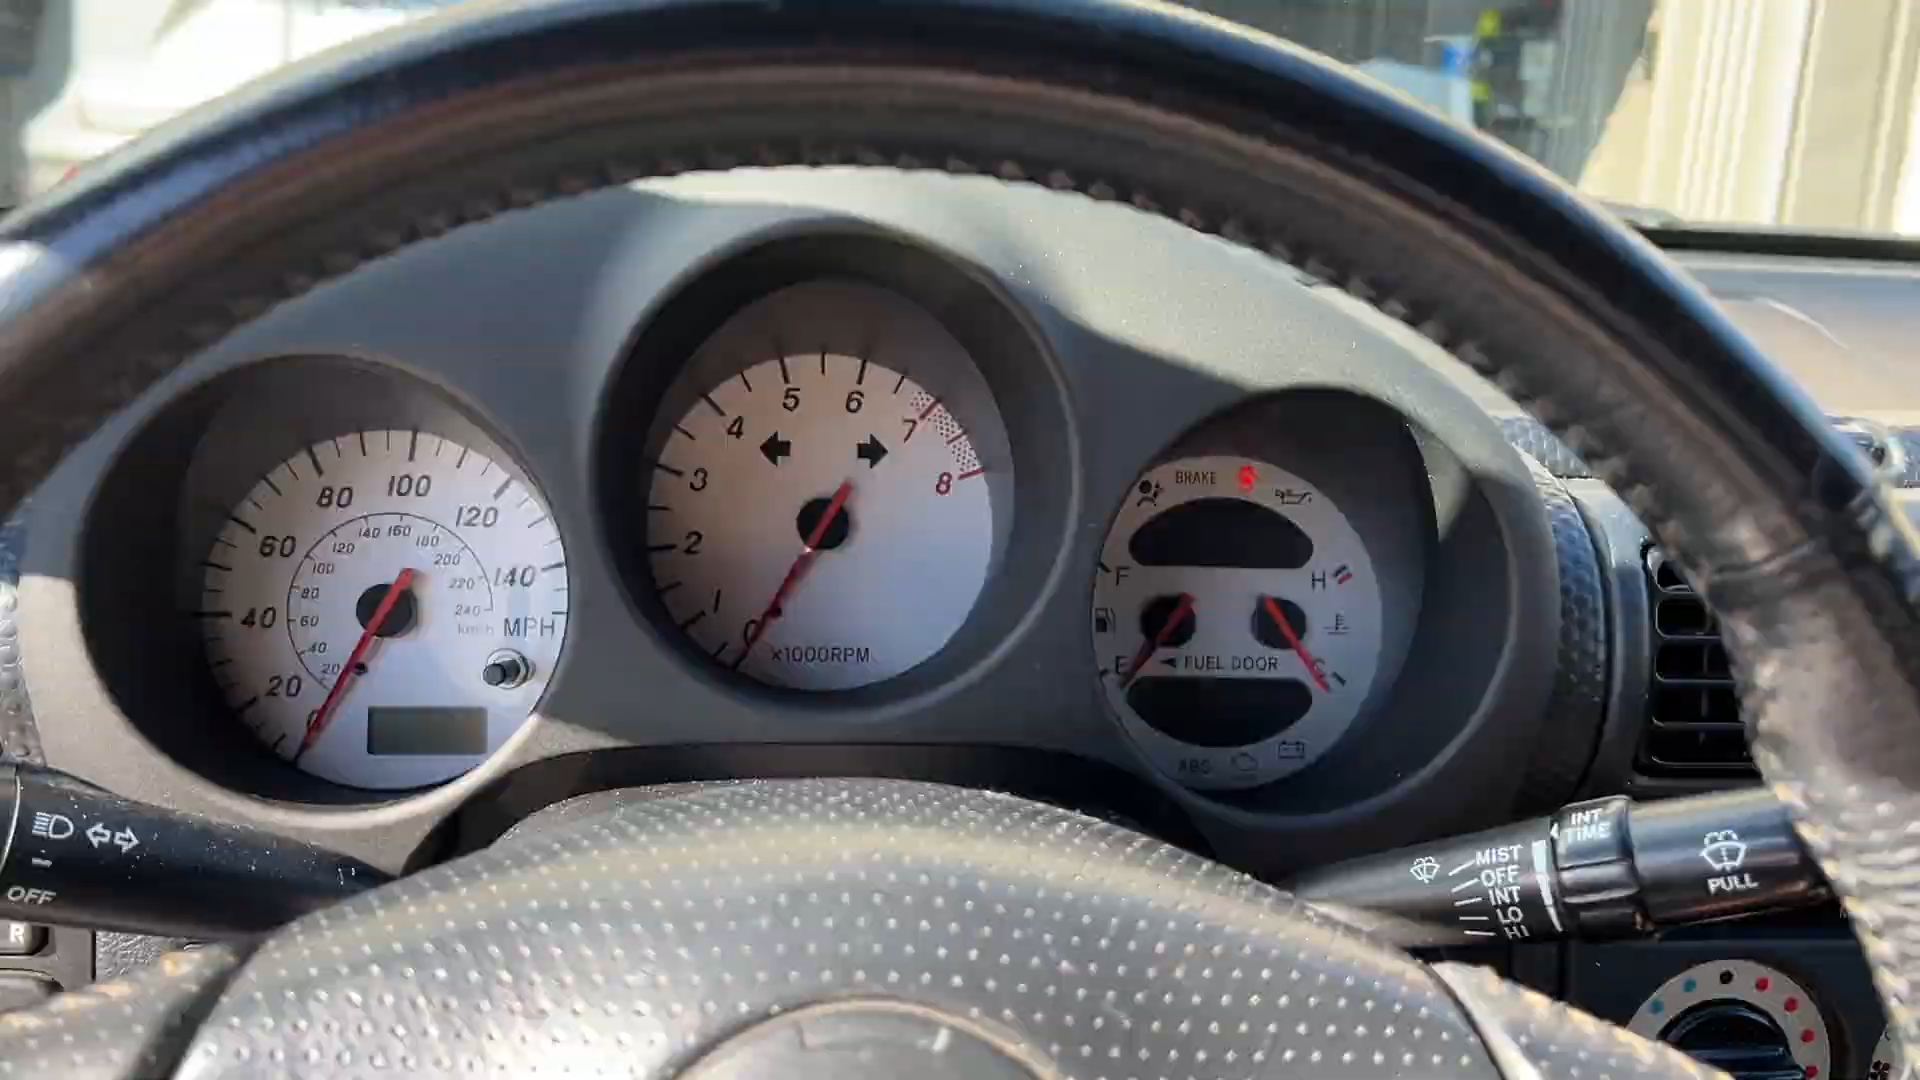 5 6
4 7
3 8
2
1
0
×1000RPM
100
80 120
60 140
40 MPH
20
0
140 160 180
120 200
100 220
80 240
60 km/h
40
20
BRAKE
F H
E C
FUEL DOOR
ABS
OFF
R
INT
TIME
MIST
OFF
INT
LO
HI
PULL